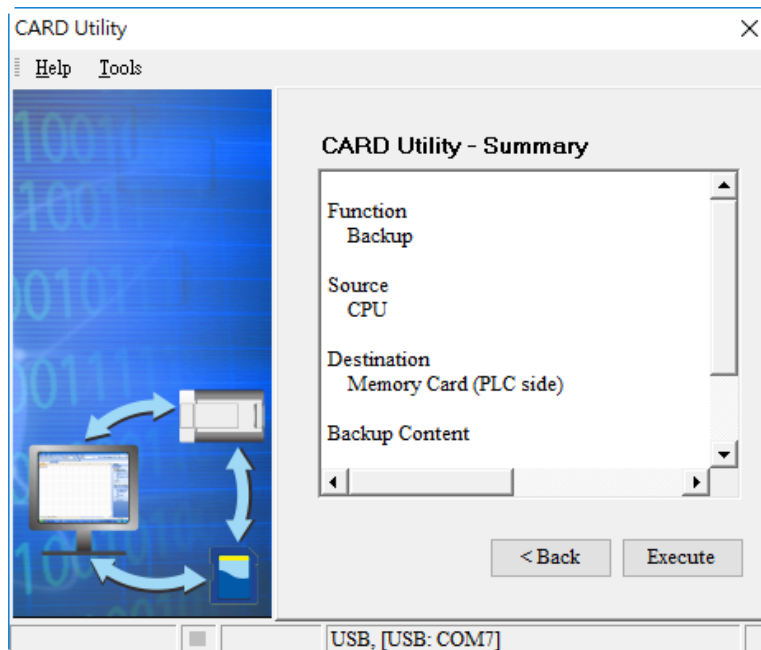 CARD Utility
Help Tools
CARD Utility - Summary
Function
Backup
Source
CPU
Destination
Memory Card (PLC side)
Backup Content
< Back
Execute
USB, [USB: COM7]